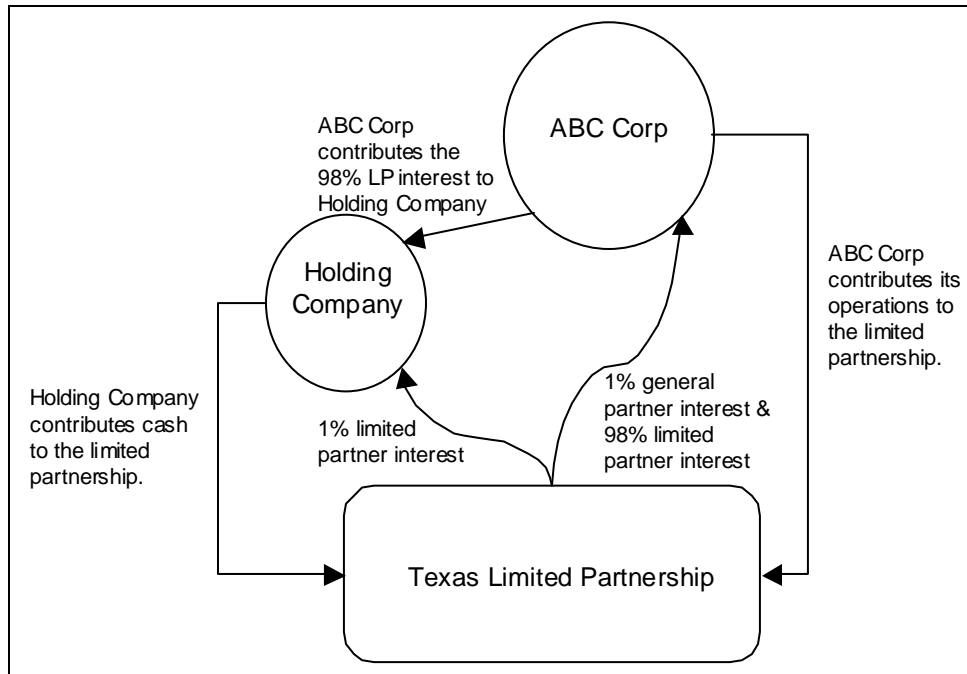 ABC Corp
contributes the
98% LP interest to
Holding Company
ABC Corp
Holding
Company
ABC Corp
contributes its
operations to
the limited
partnership.
Holding Company
contributes cash
to the limited
partnership.
1% limited
partner interest
1% general
partner interest &
98% limited
partner interest
Texas Limited Partnership